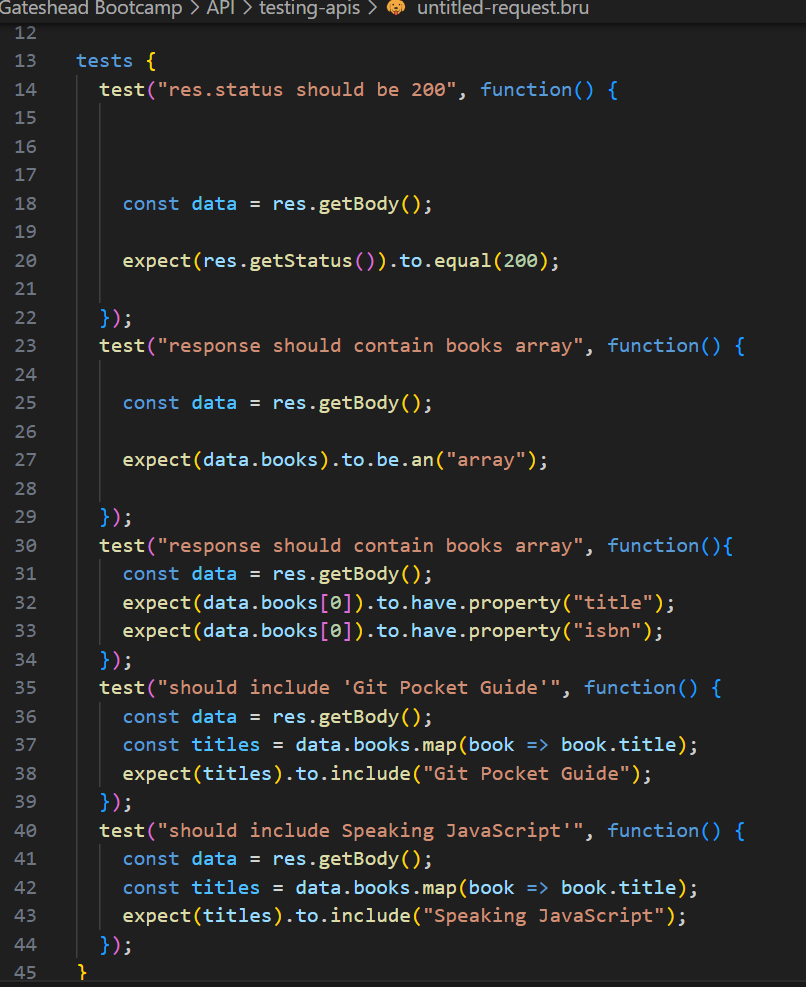 Gateshead Bootcamp > API > testing-apis > untitled-request.bru
12
13 tests {
14 test("res.status should be 200", function() {
15
16
17
18 const data = res.getBody();
19
20 expect(res.getStatus()).to.equal(200);
21
22 });
23 test("response should contain books array", function() {
24
25 const data = res.getBody();
26
27 expect(data.books).to.be.an("array");
28
29 });
30 test("response should contain books array", function(){
31 const data = res.getBody();
32 expect(data.books[0]).to.have.property("title");
33 expect(data.books[0]).to.have.property("isbn");
34 });
35 test("should include 'Git Pocket Guide'", function() {
36 const data = res.getBody();
37 const titles = data.books.map(book => book.title);
38 expect(titles).to.include("Git Pocket Guide");
39 });
40 test("should include Speaking JavaScript'", function() {
41 const data = res.getBody();
42 const titles = data.books.map(book => book.title);
43 expect(titles).to.include("Speaking JavaScript");
44 });
45 }